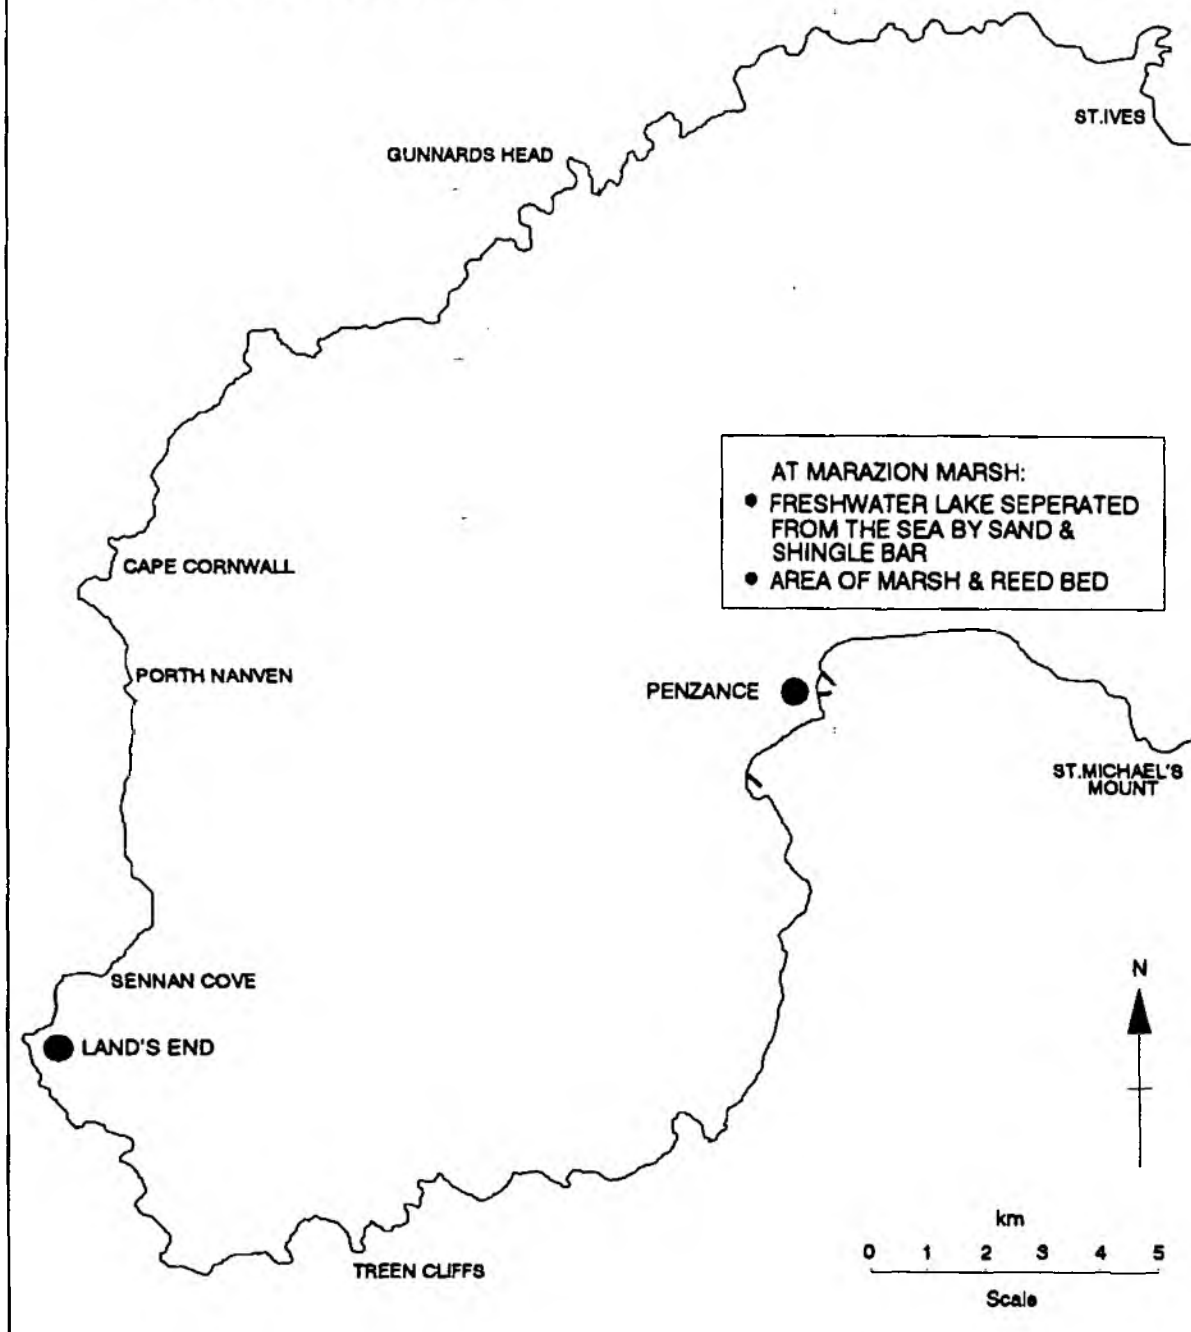 ST.IVES
GUNNARDS HEAD
AT MARAZION MARSH:
• FRESHWATER LAKE SEPERATED
FROM THE SEA BY SAND &
SHINGLE BAR
• AREA OF MARSH & REED BED
CAPE CORNWALL
PORTH NANVEN
PENZANCE
ST.MICHAEL'S
MOUNT
SENNAN COVE
LAND'S END
N
TREEN CLIFFS
km
0 1 2 3 4 5
Scale